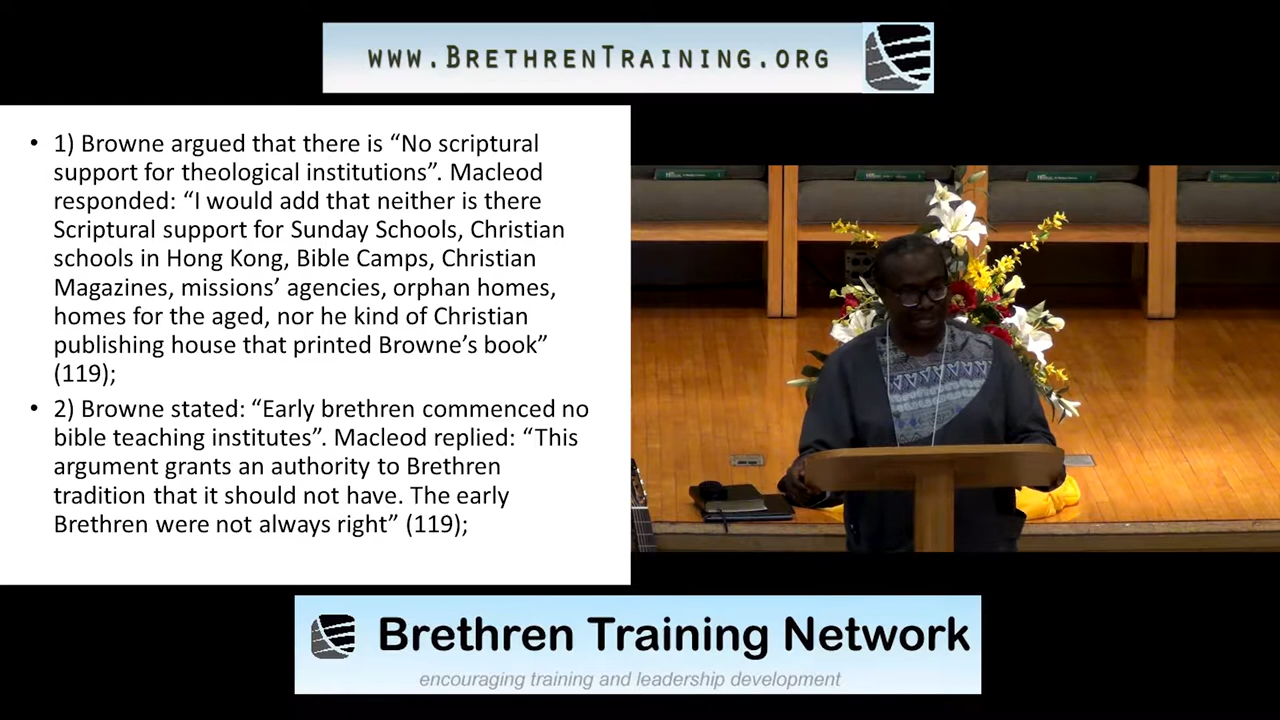 www.BrethrenTraining.org
• 1) Browne argued that there is “No scriptural
support for theological institutions”. Macleod
responded: “I would add that neither is there
Scriptural support for Sunday Schools, Christian
schools in Hong Kong, Bible Camps, Christian
Magazines, missions’ agencies, orphan homes,
homes for the aged, nor he kind of Christian
publishing house that printed Browne’s book”
(119);
• 2) Browne stated: “Early brethren commenced no
bible teaching institutes”. Macleod replied: “This
argument grants an authority to Brethren
tradition that it should not have. The early
Brethren were not always right” (119);
Brethren Training Network
encouraging training and leadership development